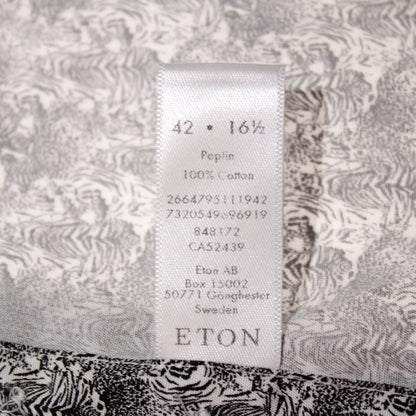 42 • 16½
Poplin
100% Cotton
2664795111942
7320549696919
848172
CA52439
Eton AB
Box 15002
50771 Gånghester
Sweden
ETON